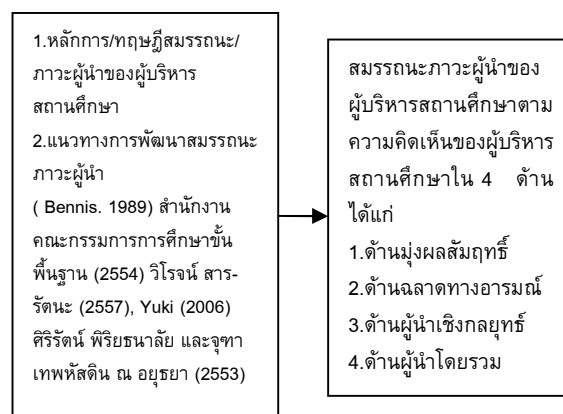 1.หลักการ/ทฤษฎีสมรรถนะ/
ภาวะผู้นำของผู้บริหาร
สถานศึกษา
2.แนวทางการพัฒนาสมรรถนะ
ภาวะผู้นำ
( Bennis. 1989) สำนักงาน
คณะกรรมการการศึกษาขั้น
พื้นฐาน (2554) วิโรจน์ สาร-
รัตนะ (2557), Yuki (2006)
ศิริรัตน์ พิริยธนาลัย และจุฑา
เทพหัสดิน ณ อยุธยา (2553)
สมรรถนะภาวะผู้นำของ
ผู้บริหารสถานศึกษาตาม
ความคิดเห็นของผู้บริหาร
สถานศึกษาใน 4 ด้าน
ได้แก่
1.ด้านมุ่งผลสัมฤทธิ์
2.ด้านฉลาดทางอารมณ์
3.ด้านผู้นำเชิงกลยุทธ์
4.ด้านผู้นำโดยรวม